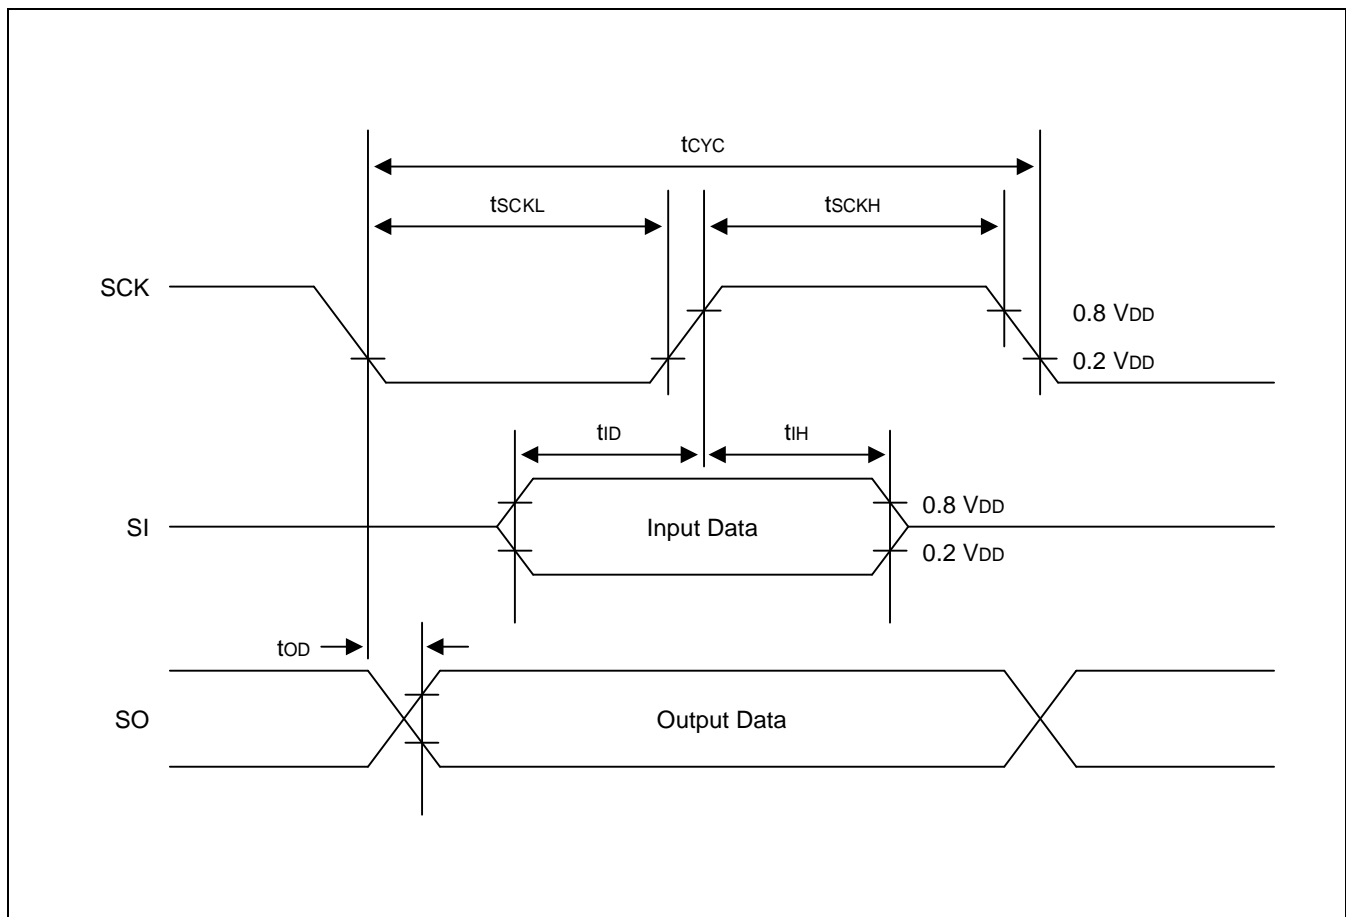 tCYC
tSCKL
tSCKH
SCK
0.8 VDD
0.2 VDD
tID
tIH
SI
Input Data
0.8 VDD
0.2 VDD
tOD
SO
Output Data